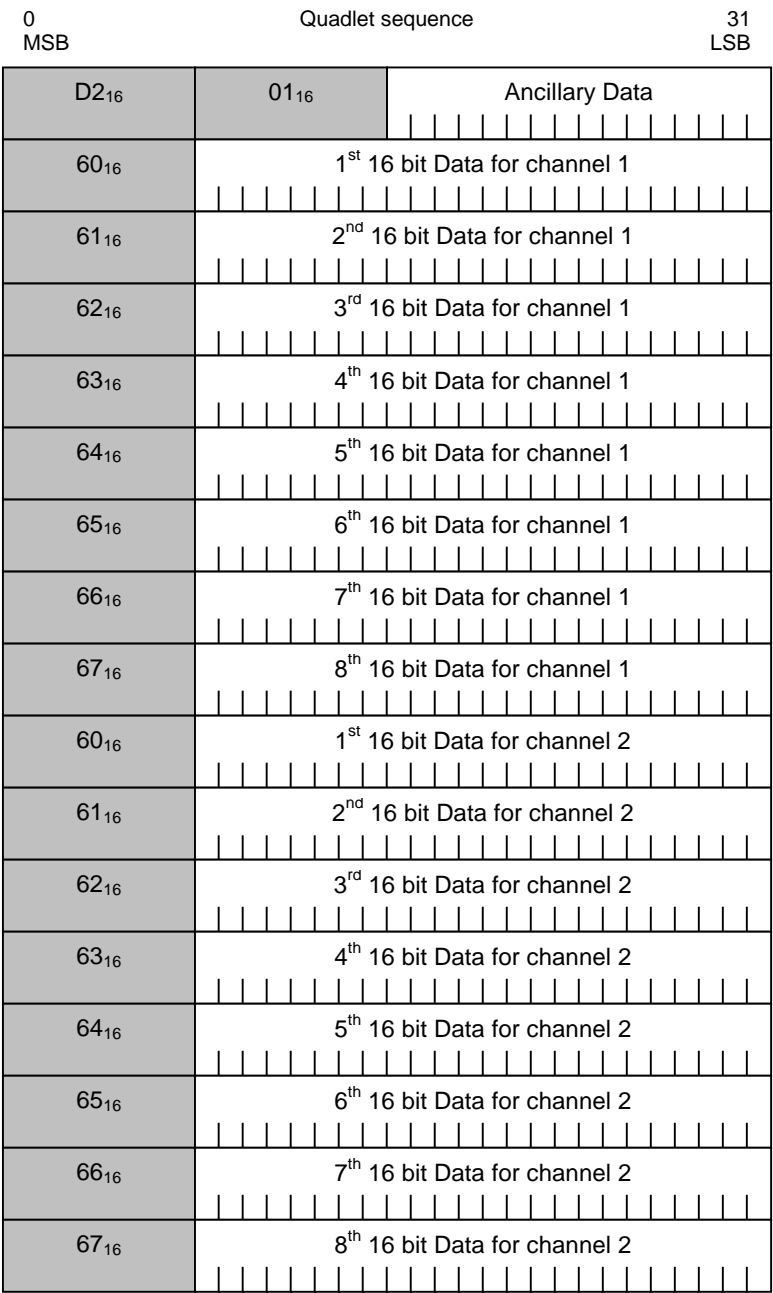 0 Quadlet sequence 31
MSB LSB
D2₁₆ 01₁₆ Ancillary Data
60₁₆ 1st 16 bit Data for channel 1
61₁₆ 2nd 16 bit Data for channel 1
62₁₆ 3rd 16 bit Data for channel 1
63₁₆ 4th 16 bit Data for channel 1
64₁₆ 5th 16 bit Data for channel 1
65₁₆ 6th 16 bit Data for channel 1
66₁₆ 7th 16 bit Data for channel 1
67₁₆ 8th 16 bit Data for channel 1
60₁₆ 1st 16 bit Data for channel 2
61₁₆ 2nd 16 bit Data for channel 2
62₁₆ 3rd 16 bit Data for channel 2
63₁₆ 4th 16 bit Data for channel 2
64₁₆ 5th 16 bit Data for channel 2
65₁₆ 6th 16 bit Data for channel 2
66₁₆ 7th 16 bit Data for channel 2
67₁₆ 8th 16 bit Data for channel 2